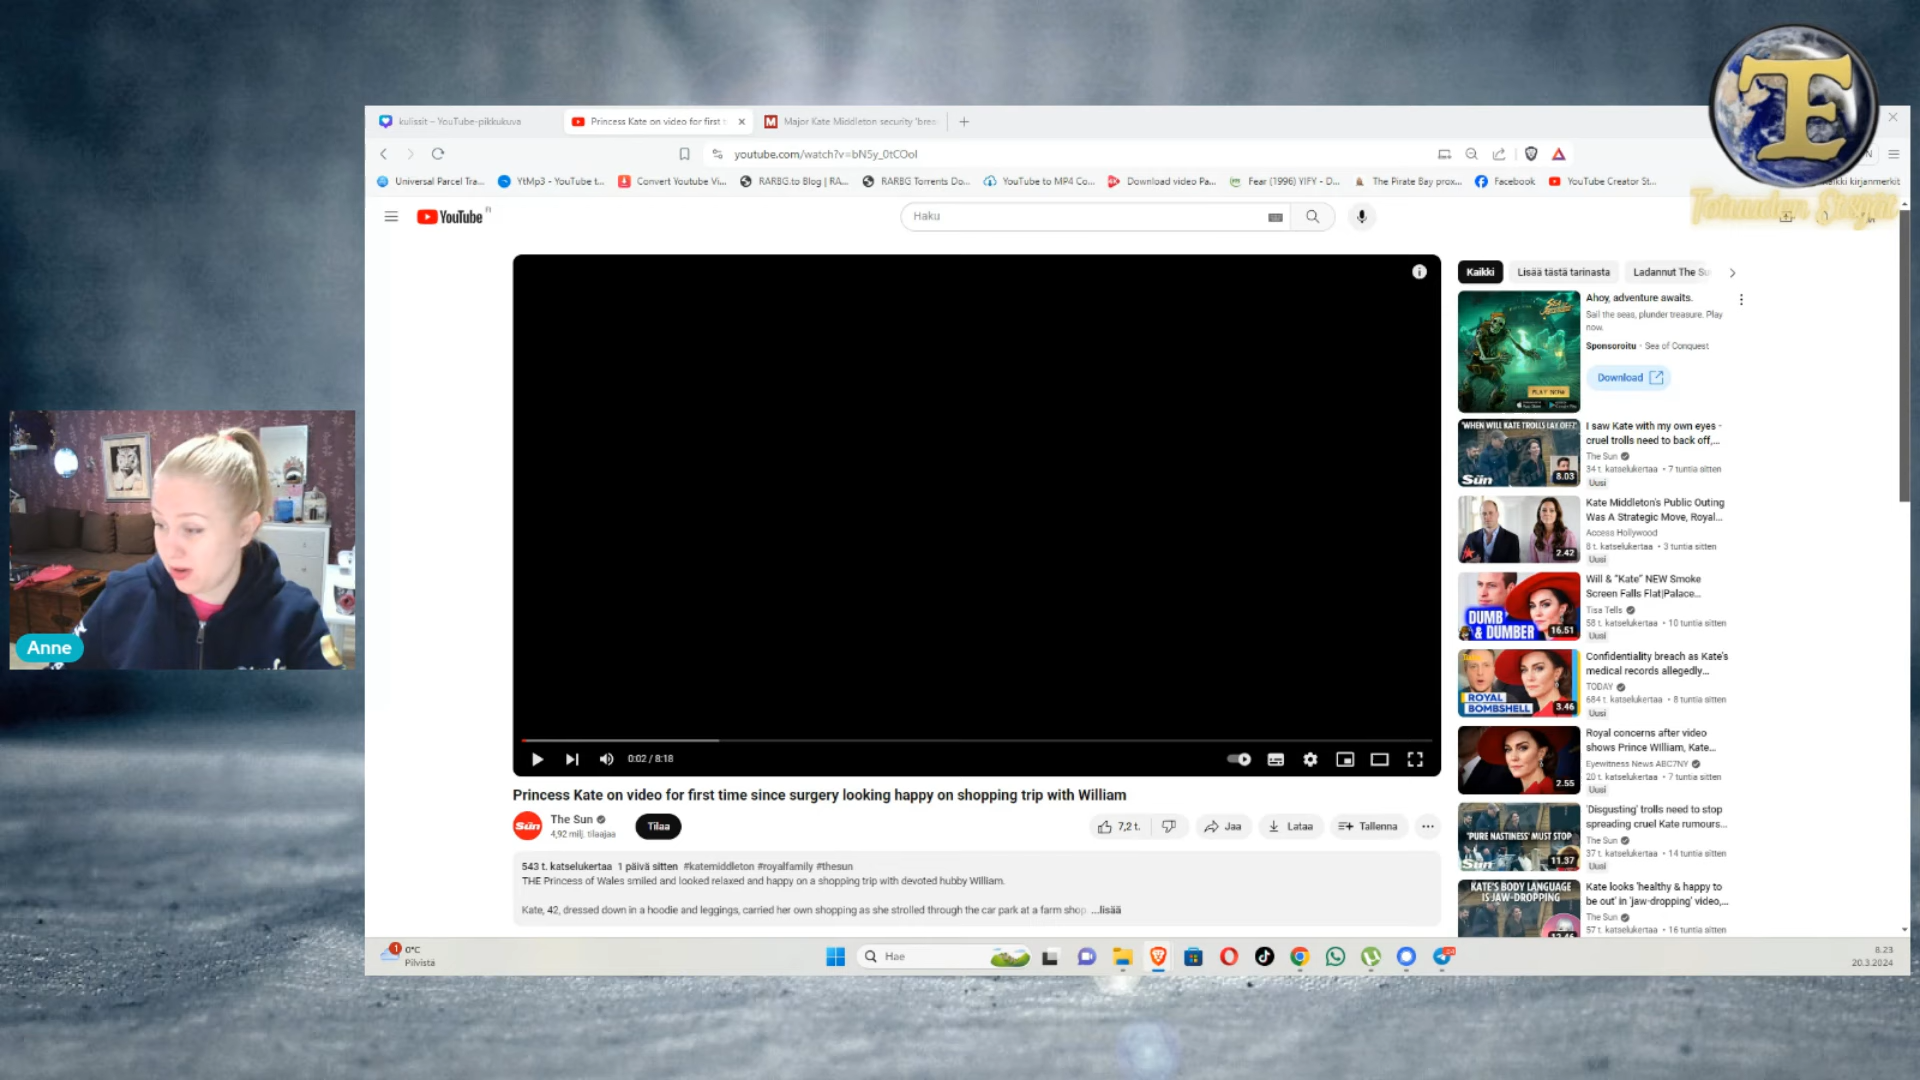 kulissit – YouTube-pikkukuva
Princess Kate on video for first t
Major Kate Middleton security 'brea
youtube.com/watch?v=bN5y_0tCOoI
Universal Parcel Tra...
YtMp3 - YouTube t...
Convert Youtube Vi...
RARBG.to Blog | RA...
RARBG Torrents Do...
YouTube to MP4 Co...
Download video Pa...
Fear (1996) YIFY - D...
The Pirate Bay prox...
Facebook
YouTube Creator St...
kirjanmerkit
TE
Totuuden Etsijät
YouTube FI
Haku
Kaikki
Lisää tästä tarinasta
Ladannut The Su
Ahoy, adventure awaits.
Sail the seas, plunder treasure. Play
now.
Sponsoroitu · Sea of Conquest
Download
PLAY NOW
'WHEN WILL KATE TROLLS LAY OFF?'
Sun
8.03
I saw Kate with my own eyes -
cruel trolls need to back off,...
The Sun
34 t. katselukertaa • 7 tuntia sitten
Uusi
2.42
Kate Middleton's Public Outing
Was A Strategic Move, Royal...
Access Hollywood
8 t. katselukertaa • 3 tuntia sitten
Uusi
DUMB
& DUMBER
16.51
Will & "Kate" NEW Smoke
Screen Falls Flat|Palace...
Tisa Tells
58 t. katselukertaa • 10 tuntia sitten
Uusi
ROYAL
BOMBSHELL
3.46
Confidentiality breach as Kate's
medical records allegedly...
TODAY
684 t. katselukertaa • 8 tuntia sitten
Uusi
2.55
Royal concerns after video
shows Prince William, Kate...
Eyewitness News ABC7NY
20 t. katselukertaa • 7 tuntia sitten
Uusi
'PURE NASTINESS' MUST STOP
Sun
11.37
'Disgusting' trolls need to stop
spreading cruel Kate rumours...
The Sun
37 t. katselukertaa • 14 tuntia sitten
Uusi
KATE'S BODY LANGUAGE
IS JAW-DROPPING
12.46
Kate looks 'healthy & happy to
be out' in 'jaw-dropping' video,...
The Sun
57 t. katselukertaa • 16 tuntia sitten
0:02 / 8:18
Princess Kate on video for first time since surgery looking happy on shopping trip with William
Sun
The Sun
4,92 milj. tilaajaa
Tilaa
7,2 t.
Jaa
Lataa
Tallenna
543 t. katselukertaa 1 päivä sitten #katemiddleton #royalfamily #thesun
THE Princess of Wales smiled and looked relaxed and happy on a shopping trip with devoted hubby William.
Kate, 42, dressed down in a hoodie and leggings, carried her own shopping as she strolled through the car park at a farm shop. ...lisää
Anne
1
0°C
Pilvistä
Hae
8.23
20.3.2024